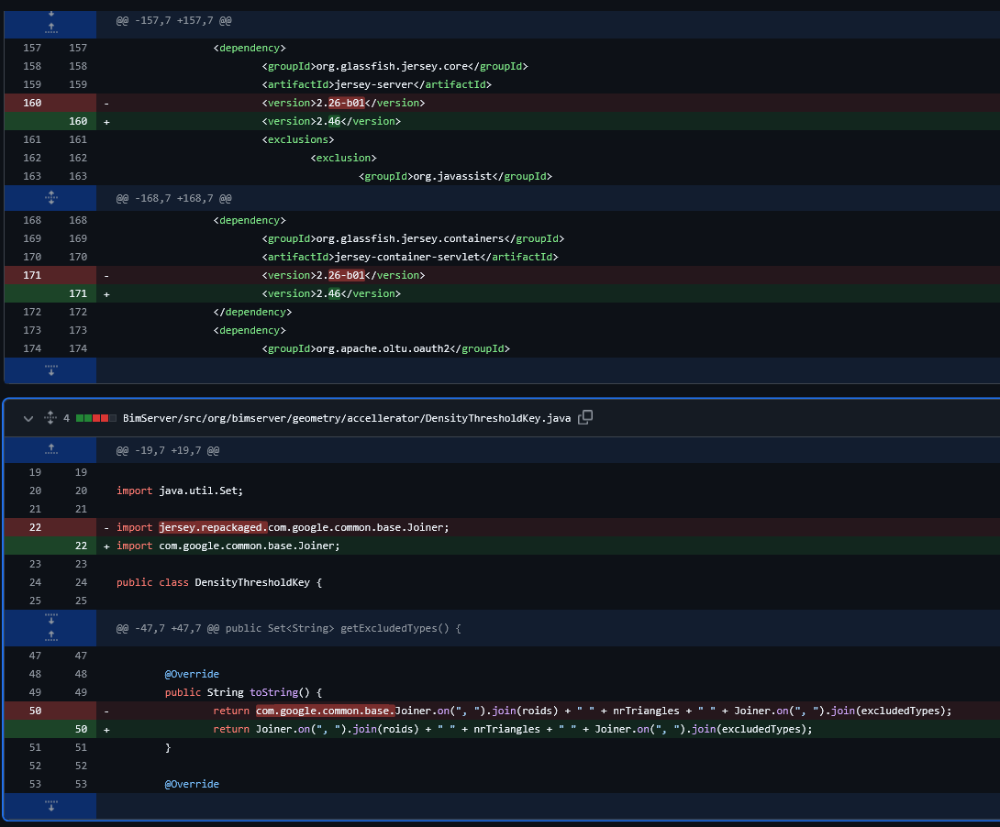 @@ -157,7 +157,7 @@
157 157 <dependency>
158 158 <groupId>org.glassfish.jersey.core</groupId>
159 159 <artifactId>jersey-server</artifactId>
160 - <version>2.26-b01</version>
160 + <version>2.46</version>
161 161 <exclusions>
162 162 <exclusion>
163 163 <groupId>org.javassist</groupId>
@@ -168,7 +168,7 @@
168 168 <dependency>
169 169 <groupId>org.glassfish.jersey.containers</groupId>
170 170 <artifactId>jersey-container-servlet</artifactId>
171 - <version>2.26-b01</version>
171 + <version>2.46</version>
172 172 </dependency>
173 173 <dependency>
174 174 <groupId>org.apache.oltu.oauth2</groupId>
4 BimServer/src/org/bimserver/geometry/accellerator/DensityThresholdKey.java
@@ -19,7 +19,7 @@
19 19
20 20 import java.util.Set;
21 21
22 - import jersey.repackaged.com.google.common.base.Joiner;
22 + import com.google.common.base.Joiner;
23 23
24 24 public class DensityThresholdKey {
25 25
@@ -47,7 +47,7 @@ public Set<String> getExcludedTypes() {
47 47
48 48 @Override
49 49 public String toString() {
50 - return com.google.common.base.Joiner.on(", ").join(roids) + " " + nrTriangles + " " + Joiner.on(", ").join(excludedTypes);
50 + return Joiner.on(", ").join(roids) + " " + nrTriangles + " " + Joiner.on(", ").join(excludedTypes);
51 51 }
52 52
53 53 @Override